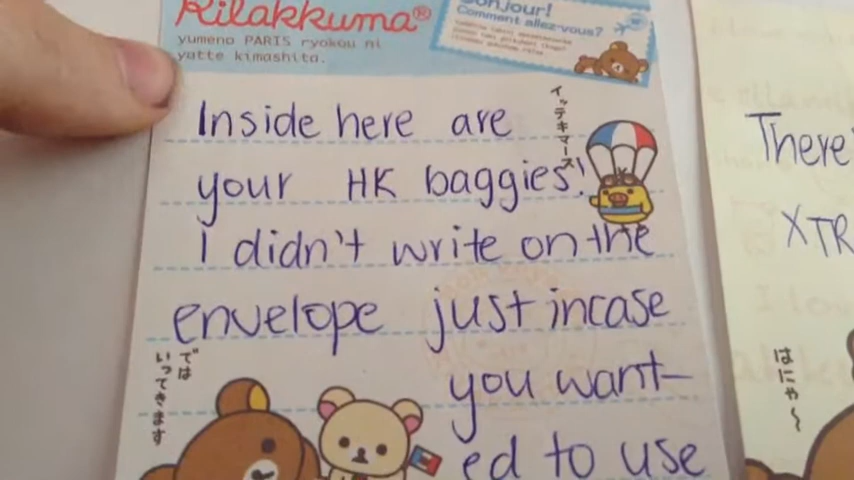 Rilakkuma®
yumeno PARIS ryokou ni
yatte kimashita.
Bonjour!
Comment allez-vous?
イッテキマース
Inside here are
your HK baggies!
I didn't write on the
envelope just incase
you want-
ed to use
では
いってきます
There
XTR
はにゃ〜